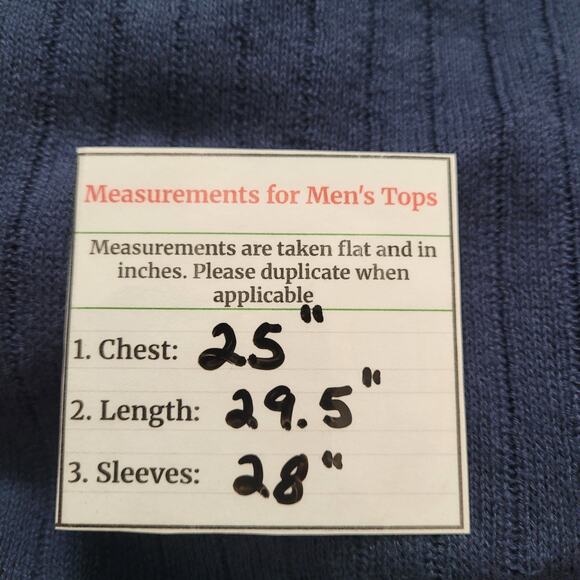 Measurements for Men's Tops
Measurements are taken flat and in
inches. Please duplicate when
applicable
1. Chest: 25"
2. Length: 29.5"
3. Sleeves: 28"